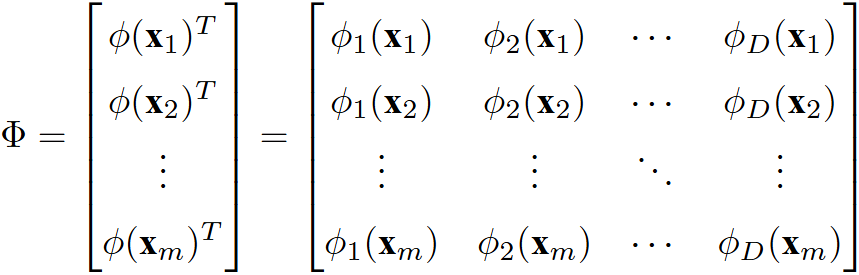 Φ = [ϕ(𝐱₁)ᵀ ϕ(𝐱₂)ᵀ ⋮ ϕ(𝐱ₘ)ᵀ] =
ϕ₁(𝐱₁) ϕ₂(𝐱₁) ⋯ ϕ_D(𝐱₁)
ϕ₁(𝐱₂) ϕ₂(𝐱₂) ⋯ ϕ_D(𝐱₂)
⋮ ⋮ ⋱ ⋮
ϕ₁(𝐱ₘ) ϕ₂(𝐱ₘ) ⋯ ϕ_D(𝐱ₘ)